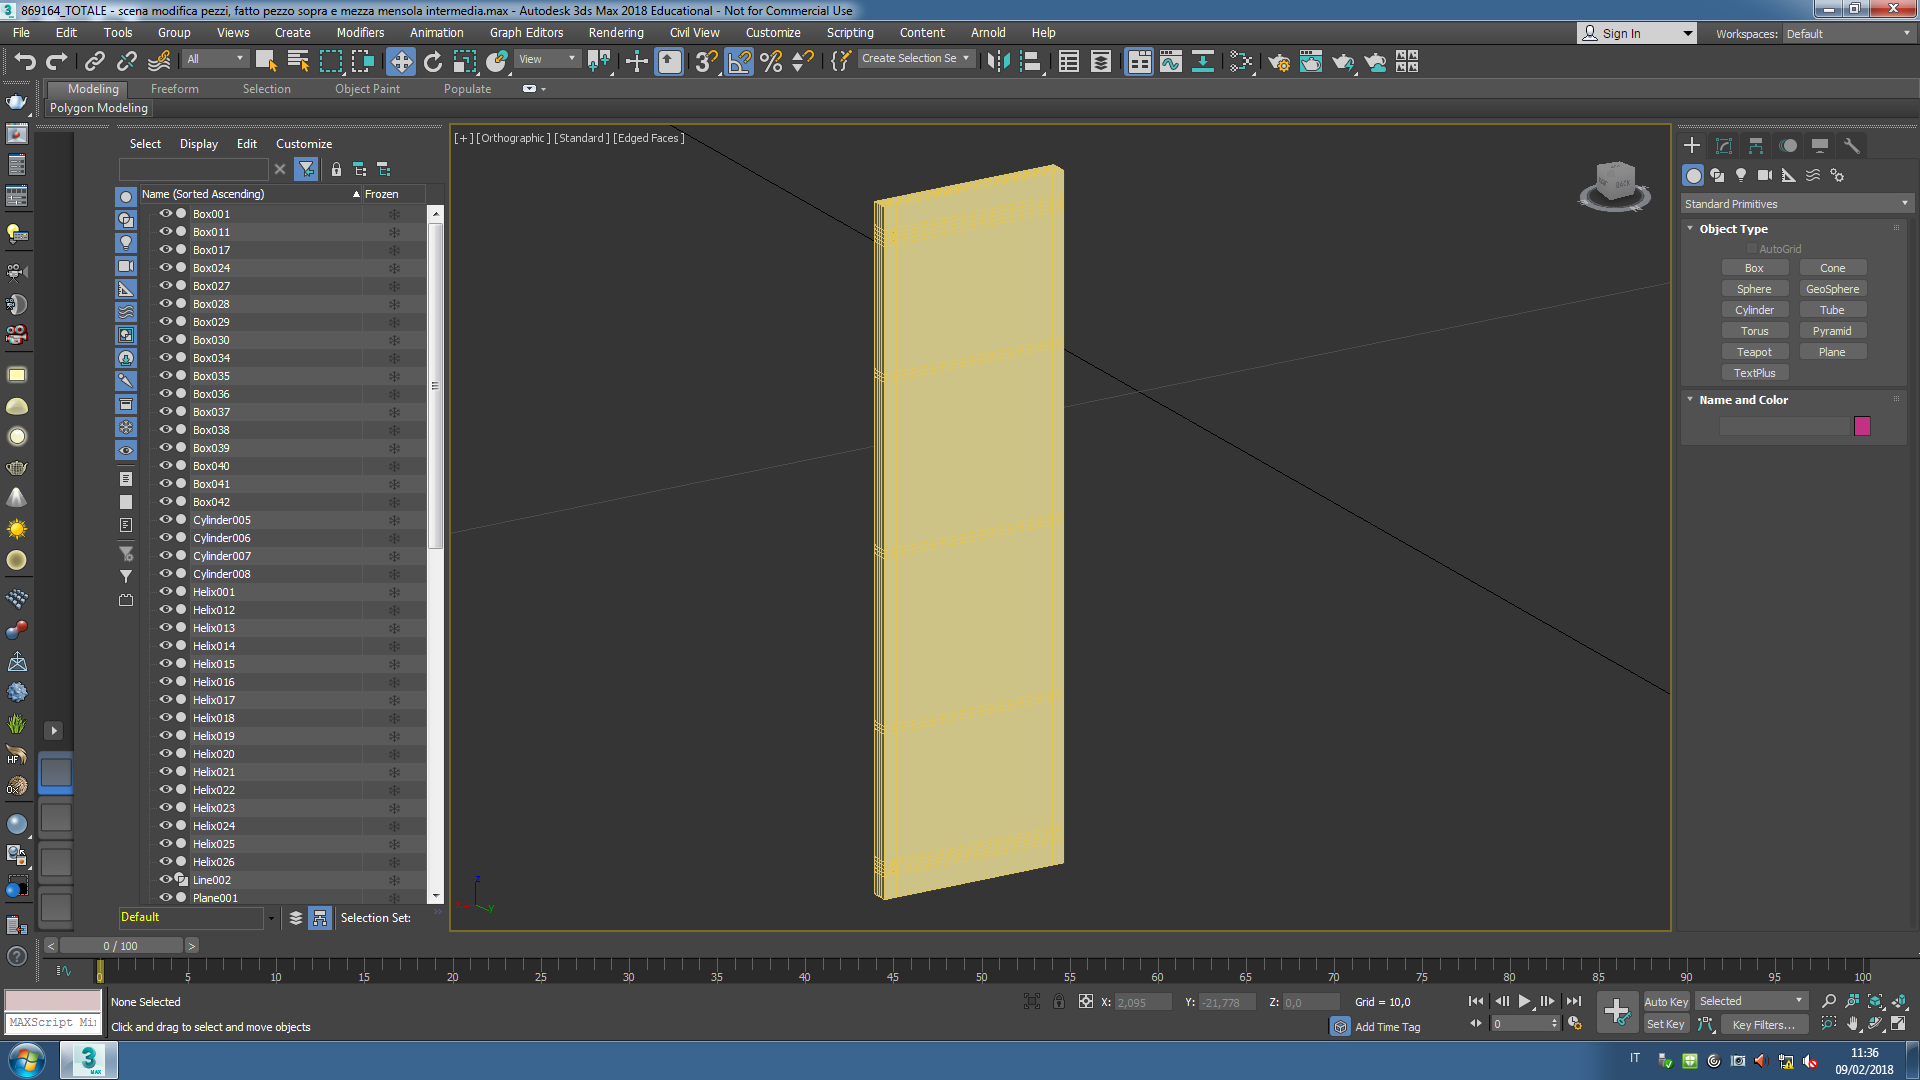 869164_TOTALE - scena modifica pezzi, fatto pezzo sopra e mezza mensola intermedia.max - Autodesk 3ds Max 2018 Educational - Not for Commercial Use
File Edit Tools Group Views Create Modifiers Animation Graph Editors Rendering Civil View Customize Scripting Content Arnold Help
Sign In
Workspaces: Default
All
View
Create Selection Se
Modeling Freeform Selection Object Paint Populate
Polygon Modeling
Select Display Edit Customize
Name (Sorted Ascending) Frozen
Box001
Box011
Box017
Box024
Box027
Box028
Box029
Box030
Box034
Box035
Box036
Box037
Box038
Box039
Box040
Box041
Box042
Cylinder005
Cylinder006
Cylinder007
Cylinder008
Helix001
Helix012
Helix013
Helix014
Helix015
Helix016
Helix017
Helix018
Helix019
Helix020
Helix021
Helix022
Helix023
Helix024
Helix025
Helix026
Line002
Plane001
Default
Selection Set:
[+] [Orthographic ] [Standard ] [Edged Faces ]
BACK
z
y
Standard Primitives
Object Type
AutoGrid
Box Cone
Sphere GeoSphere
Cylinder Tube
Torus Pyramid
Teapot Plane
TextPlus
Name and Color
0 / 100
0 5 10 15 20 25 30 35 40 45 50 55 60 65 70 75 80 85 90 95 100
None Selected
X: 2,095 Y: -21,778 Z: 0,0 Grid = 10,0
Auto Key Selected
MAXScript Mi
Click and drag to select and move objects
Add Time Tag
0
Set Key Key Filters...
3 MAX
IT
11:36
09/02/2018